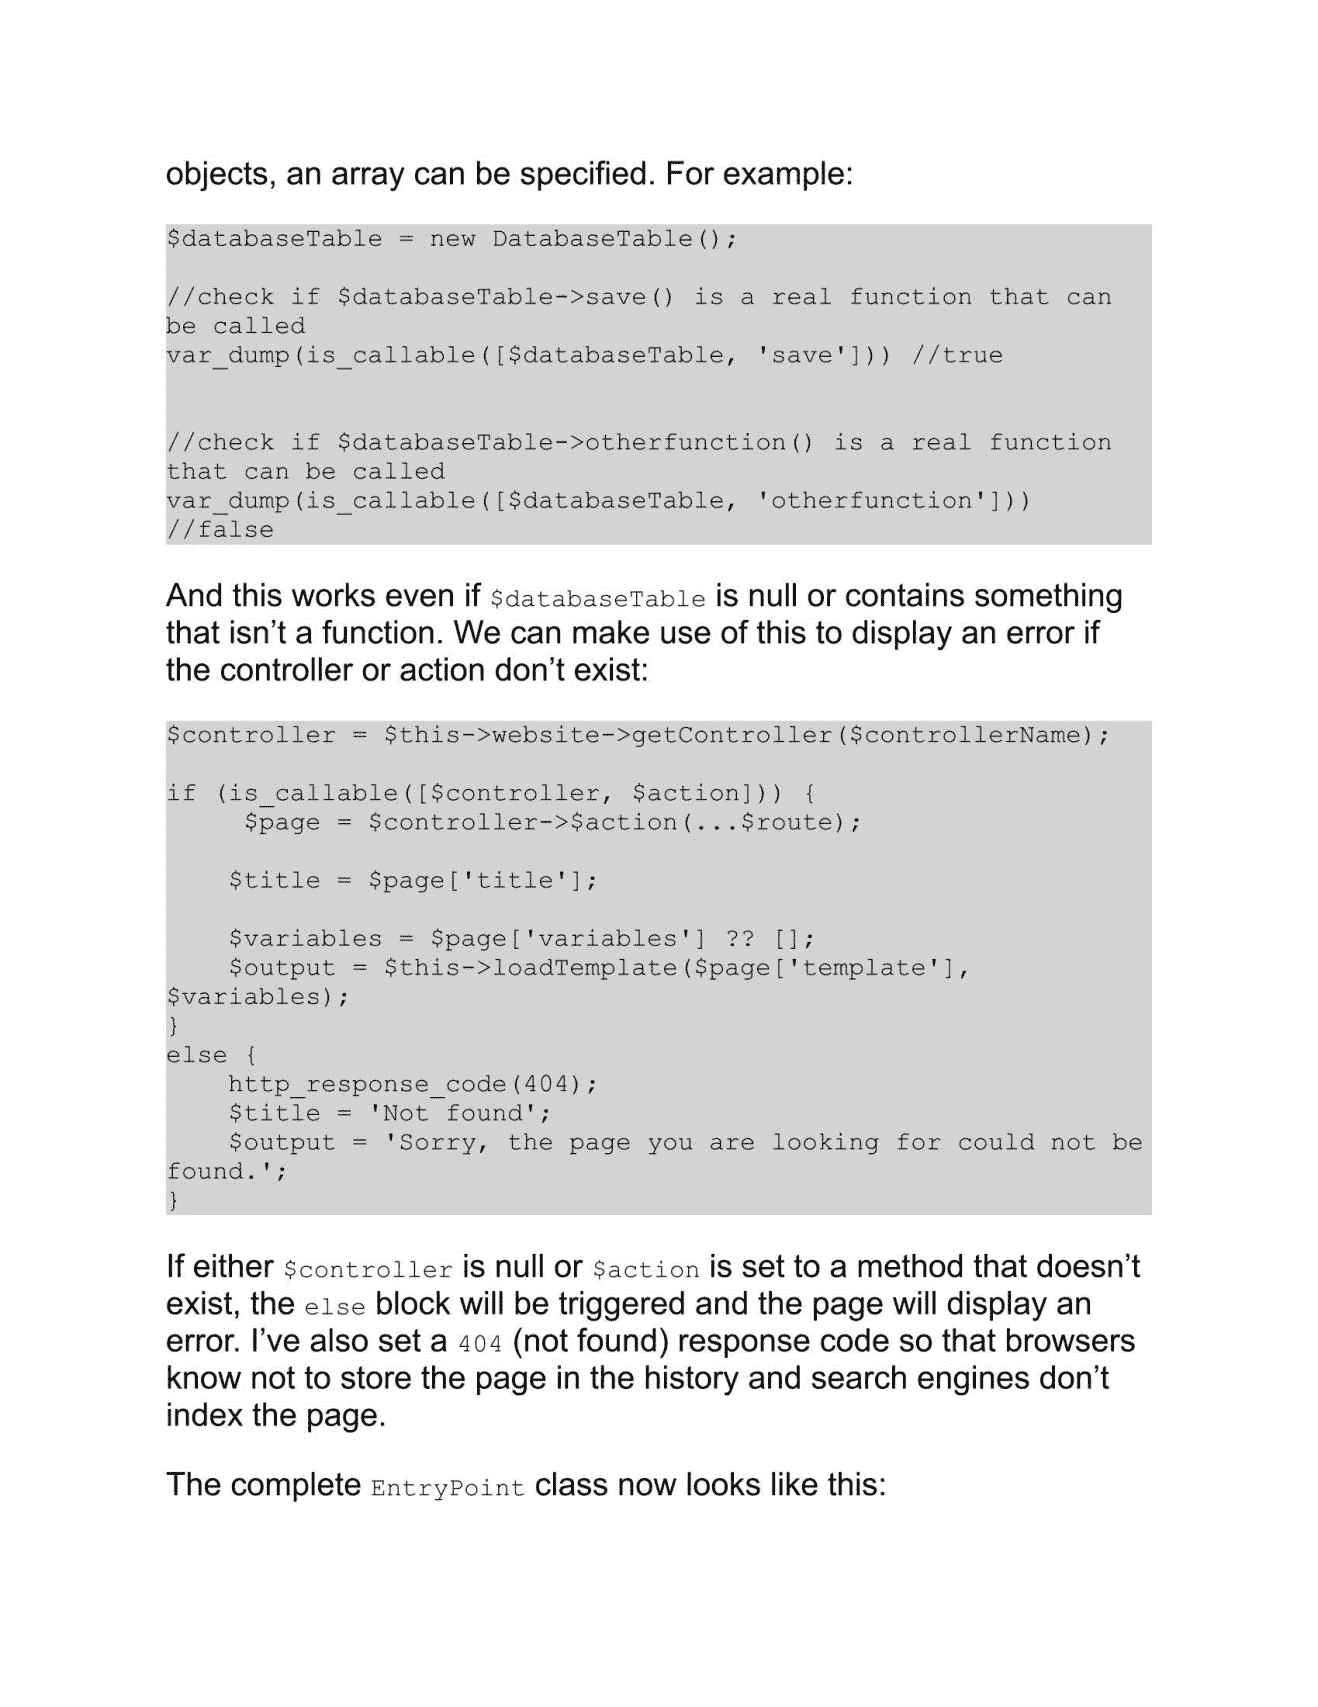 objects, an array can be specified. For example:
$databaseTable = new DatabaseTable();
//check if $databaseTable->save() is a real function that can
be called
var_dump(is_callable([$databaseTable, 'save'])) //true
//check if $databaseTable->otherfunction() is a real function
that can be called
var_dump(is_callable([$databaseTable, 'otherfunction']))
//false
And this works even if $databaseTable is null or contains something
that isn’t a function. We can make use of this to display an error if
the controller or action don’t exist:
$controller = $this->website->getController($controllerName);
if (is_callable([$controller, $action])) {
     $page = $controller->$action(...$route);
    $title = $page['title'];
    $variables = $page['variables'] ?? [];
    $output = $this->loadTemplate($page['template'],
$variables);
}
else {
    http_response_code(404);
    $title = 'Not found';
    $output = 'Sorry, the page you are looking for could not be
found.';
}
If either $controller is null or $action is set to a method that doesn’t
exist, the else block will be triggered and the page will display an
error. I’ve also set a 404 (not found) response code so that browsers
know not to store the page in the history and search engines don’t
index the page.
The complete EntryPoint class now looks like this: